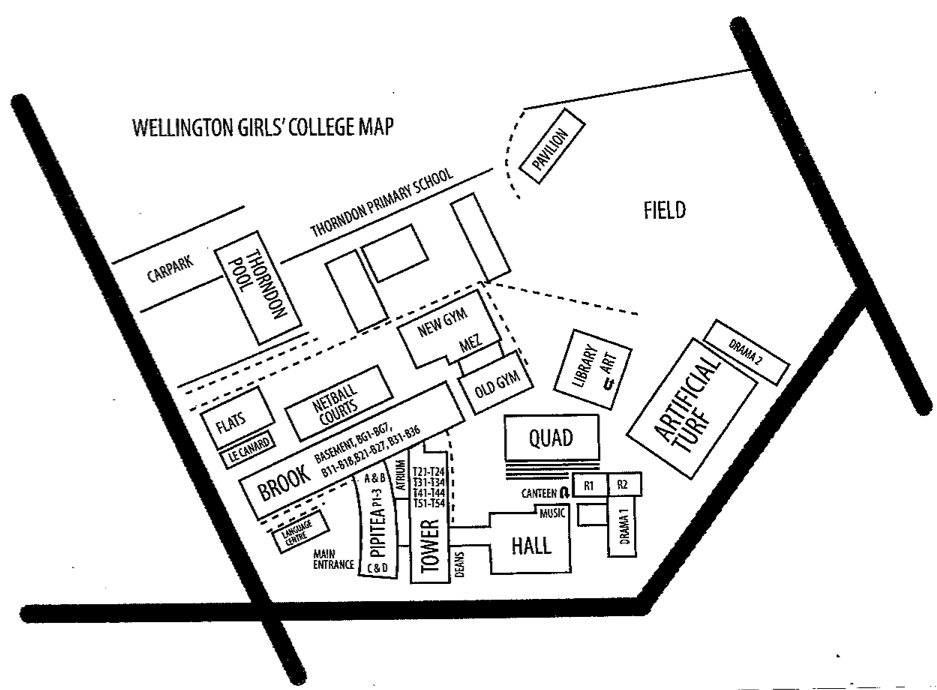 WELLINGTON GIRLS' COLLEGE MAP
PAVILION
THORNDON PRIMARY SCHOOL
FIELD
CARPARK
THORNDON
POOL
NEW GYM
MEZ
OLD GYM
LIBRARY
ART
DRAMA 2
ARTIFICIAL
TURF
FLATS
NETBALL
COURTS
LE CANARD
BROOK
BASEMENT, BG1-BG7,
B11-B18,B21-B27, B31-B36
QUAD
A & B
PIPITEA P1-3
C & D
ATRIUM
T21-T24
T31-T34
T41-T44
T51-T54
TOWER
CANTEEN
R1
R2
MUSIC
HALL
DRAMA 1
DEANS
LANGUAGE
CENTRE
MAIN
ENTRANCE